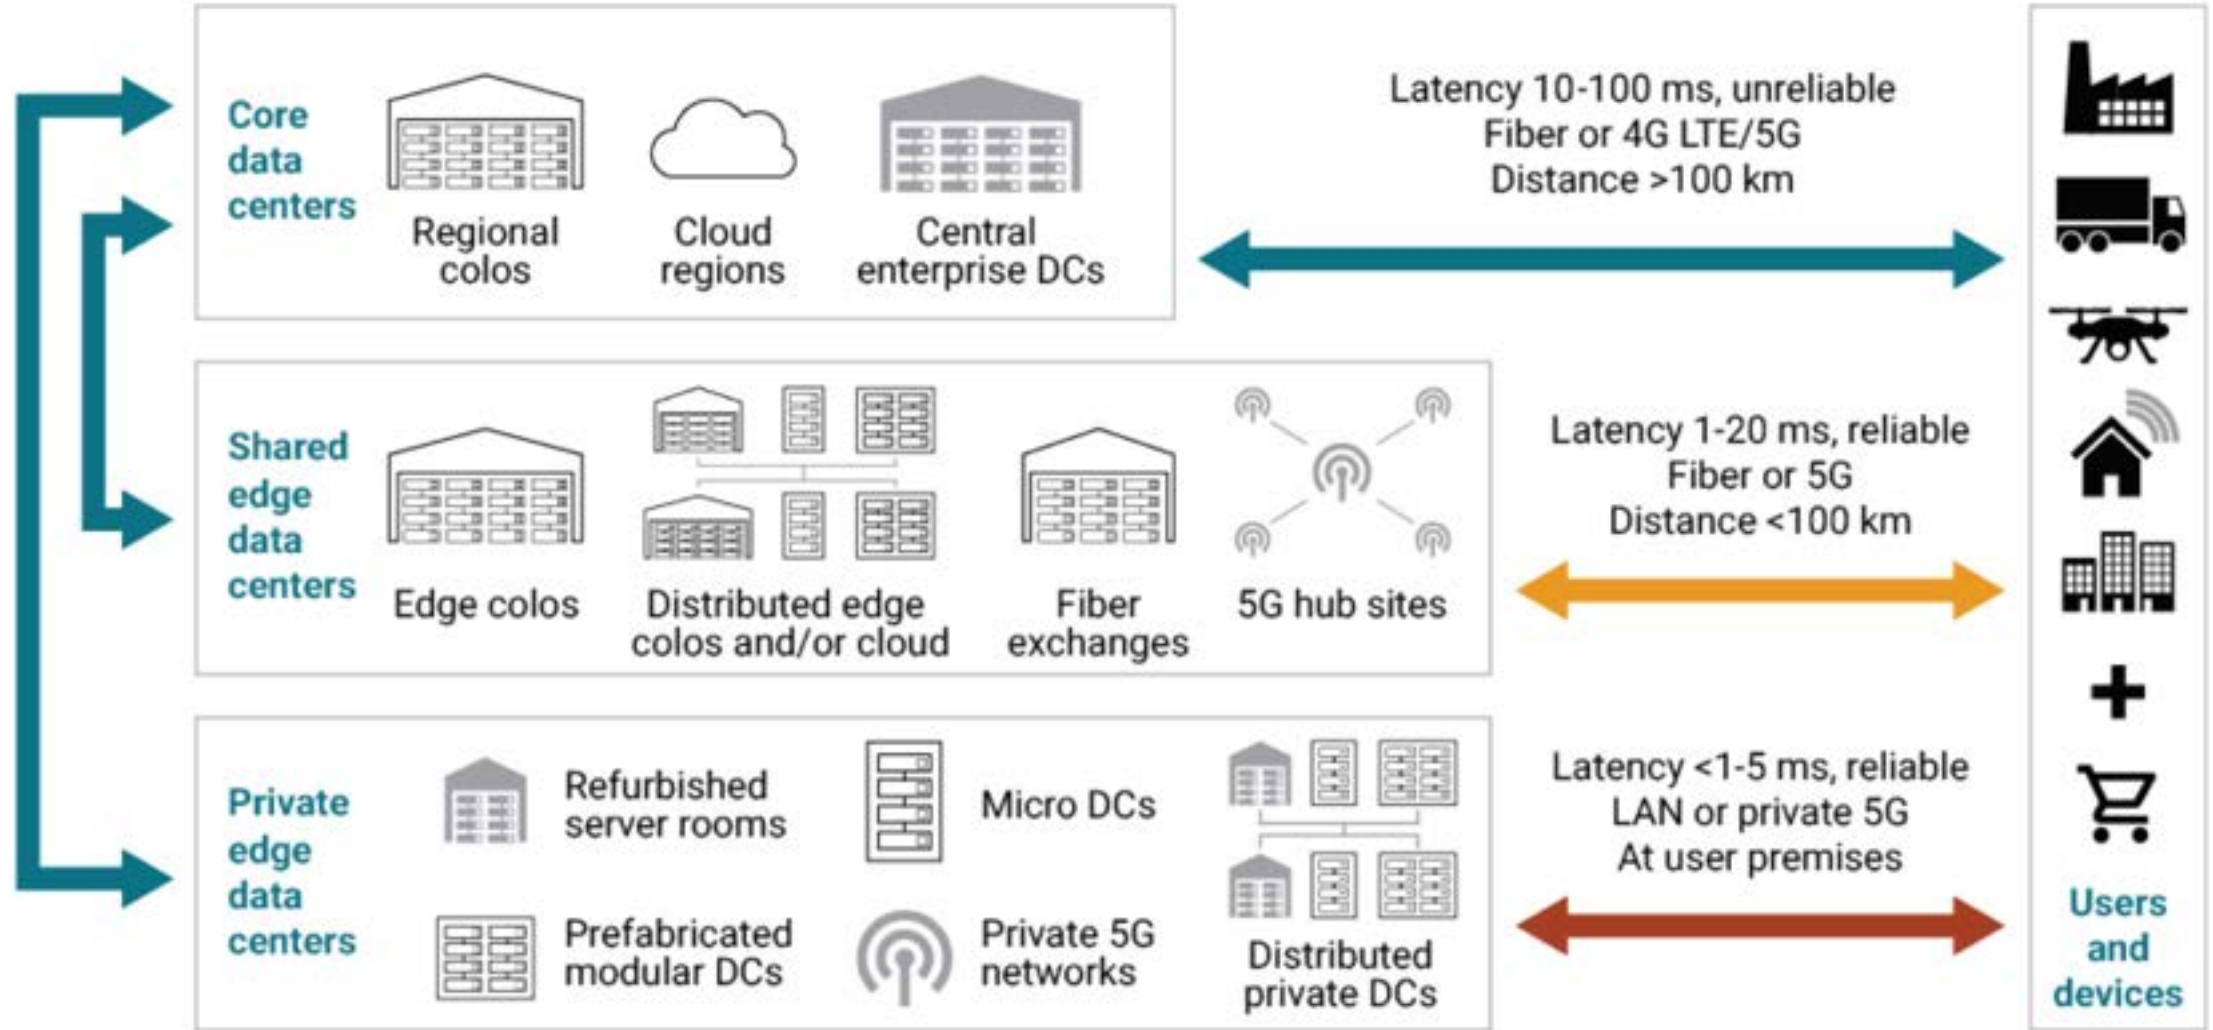 Core
data
centers
Regional
colos
Cloud
regions
Central
enterprise DCs
Latency 10-100 ms, unreliable
Fiber or 4G LTE/5G
Distance >100 km
Shared
edge
data
centers
Edge colos
Distributed edge
colos and/or cloud
Fiber
exchanges
5G hub sites
Latency 1-20 ms, reliable
Fiber or 5G
Distance <100 km
Private
edge
data
centers
Refurbished
server rooms
Micro DCs
Prefabricated
modular DCs
Private 5G
networks
Distributed
private DCs
Latency <1-5 ms, reliable
LAN or private 5G
At user premises
Users
and
devices